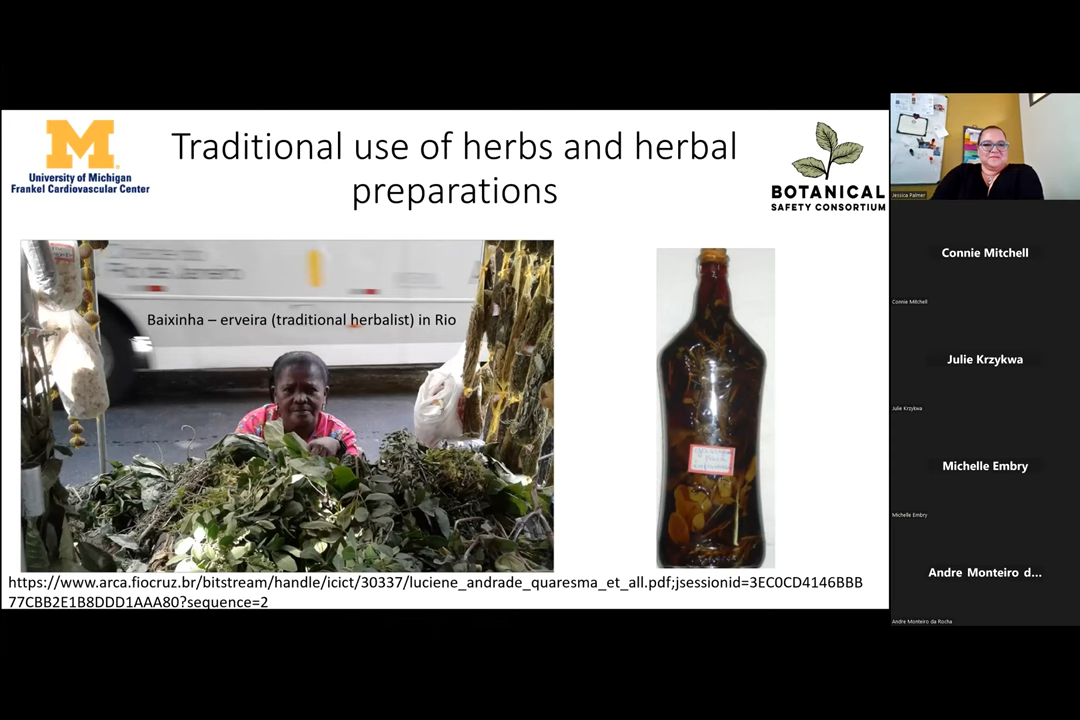 M
University of Michigan
Frankel Cardiovascular Center
Traditional use of herbs and herbal
preparations
BOTANICAL
SAFETY CONSORTIUM
Baixinha – erveira (traditional herbalist) in Rio
https://www.arca.fiocruz.br/bitstream/handle/icict/30337/luciene_andrade_quaresma_et_all.pdf;jsessionid=3EC0CD4146BBB
77CBB2E1B8DDD1AAA80?sequence=2
Jessica Palmer
Connie Mitchell
Connie Mitchell
Julie Krzykwa
Julie Krzykwa
Michelle Embry
Michelle Embry
Andre Monteiro d...
Andre Monteiro da Rocha